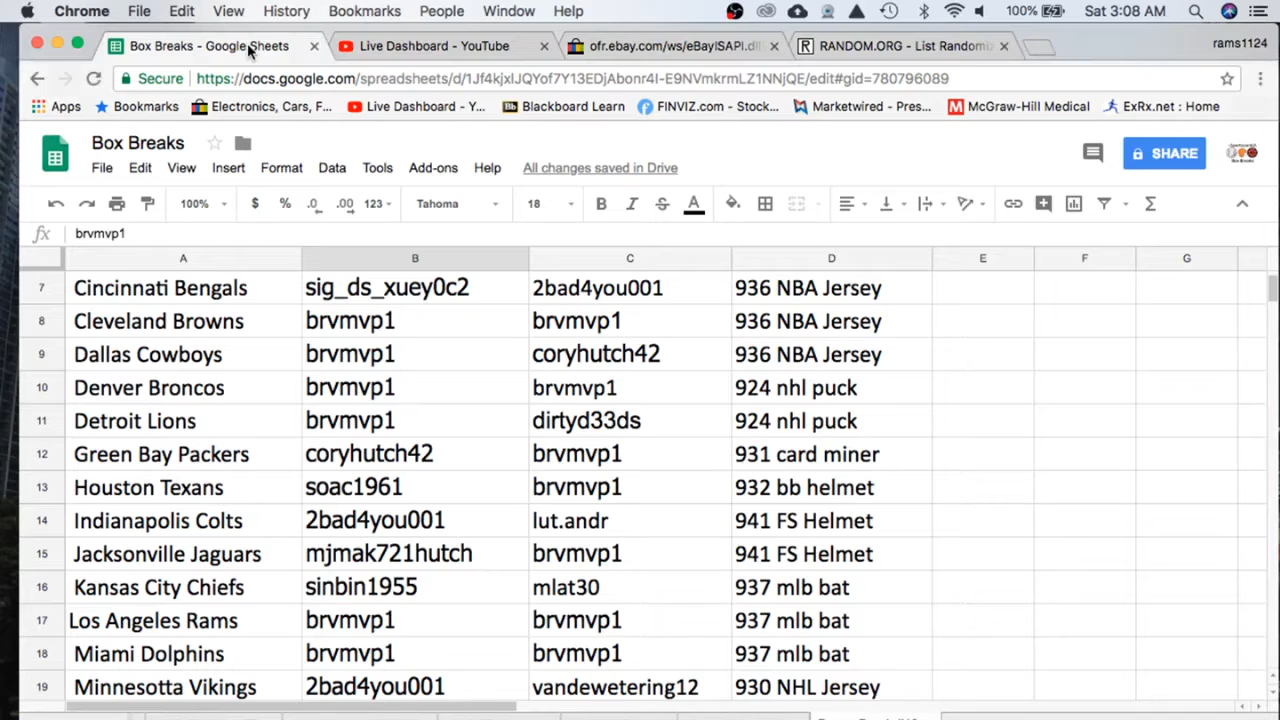 Chrome File Edit View History Bookmarks People Window Help 100% Sat 3:08 AM
Box Breaks - Google Sheets Live Dashboard - YouTube ofr.ebay.com/ws/eBayISAPI.dl RANDOM.ORG - List Randomiz rams1124
Secure https://docs.google.com/spreadsheets/d/1Jf4kjxlJQYof7Y13EDjAbonr4I-E9NVmkrmLZ1NNjQE/edit#gid=780796089
Apps Bookmarks Electronics, Cars, F... Live Dashboard - Y... Blackboard Learn FINVIZ.com - Stock... Marketwired - Pres... McGraw-Hill Medical ExRx.net : Home
Box Breaks
File Edit View Insert Format Data Tools Add-ons Help All changes saved in Drive
SHARE
100% $ % .0 .00 123 Tahoma 18 B I S A Σ
fx brvmvp1
A B C D E F G
7 Cincinnati Bengals sig_ds_xuey0c2 2bad4you001 936 NBA Jersey
8 Cleveland Browns brvmvp1 brvmvp1 936 NBA Jersey
9 Dallas Cowboys brvmvp1 coryhutch42 936 NBA Jersey
10 Denver Broncos brvmvp1 brvmvp1 924 nhl puck
11 Detroit Lions brvmvp1 dirtyd33ds 924 nhl puck
12 Green Bay Packers coryhutch42 brvmvp1 931 card miner
13 Houston Texans soac1961 brvmvp1 932 bb helmet
14 Indianapolis Colts 2bad4you001 lut.andr 941 FS Helmet
15 Jacksonville Jaguars mjmak721hutch brvmvp1 941 FS Helmet
16 Kansas City Chiefs sinbin1955 mlat30 937 mlb bat
17 Los Angeles Rams brvmvp1 brvmvp1 937 mlb bat
18 Miami Dolphins brvmvp1 brvmvp1 937 mlb bat
19 Minnesotta Vikings 2bad4you001 vandewetering12 930 NHL Jersey